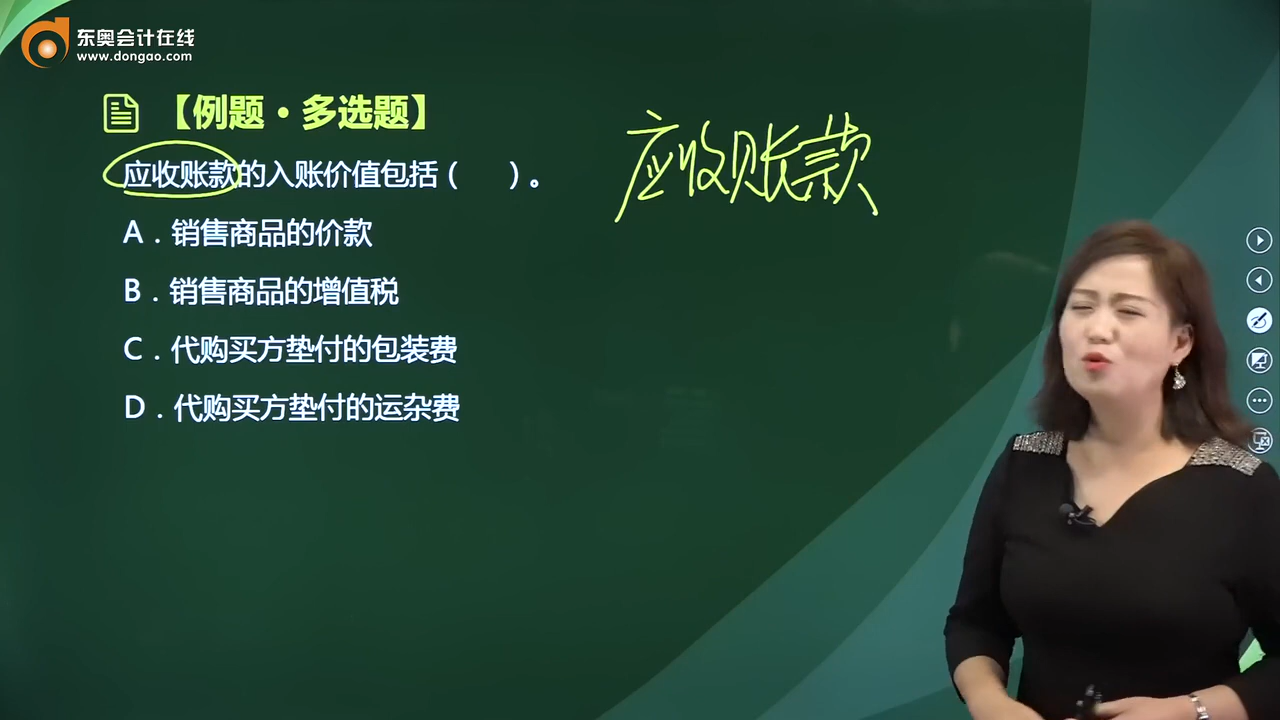 东奥会计在线
www.dongao.com
【例题·多选题】
应收账款的入账价值包括（ ）。
应收账款
A．销售商品的价款
B．销售商品的增值税
C．代购买方垫付的包装费
D．代购买方垫付的运杂费